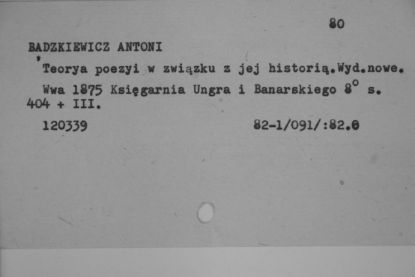 80
BADZKIEWICZ ANTONI
Teorya poezyi w związku z jej historią.Wyd.nowe.
Wwa 1875 Księgarnia Ungra i Banarskiego 8° s.
404 + III.
120339 82-1/091/:82.0